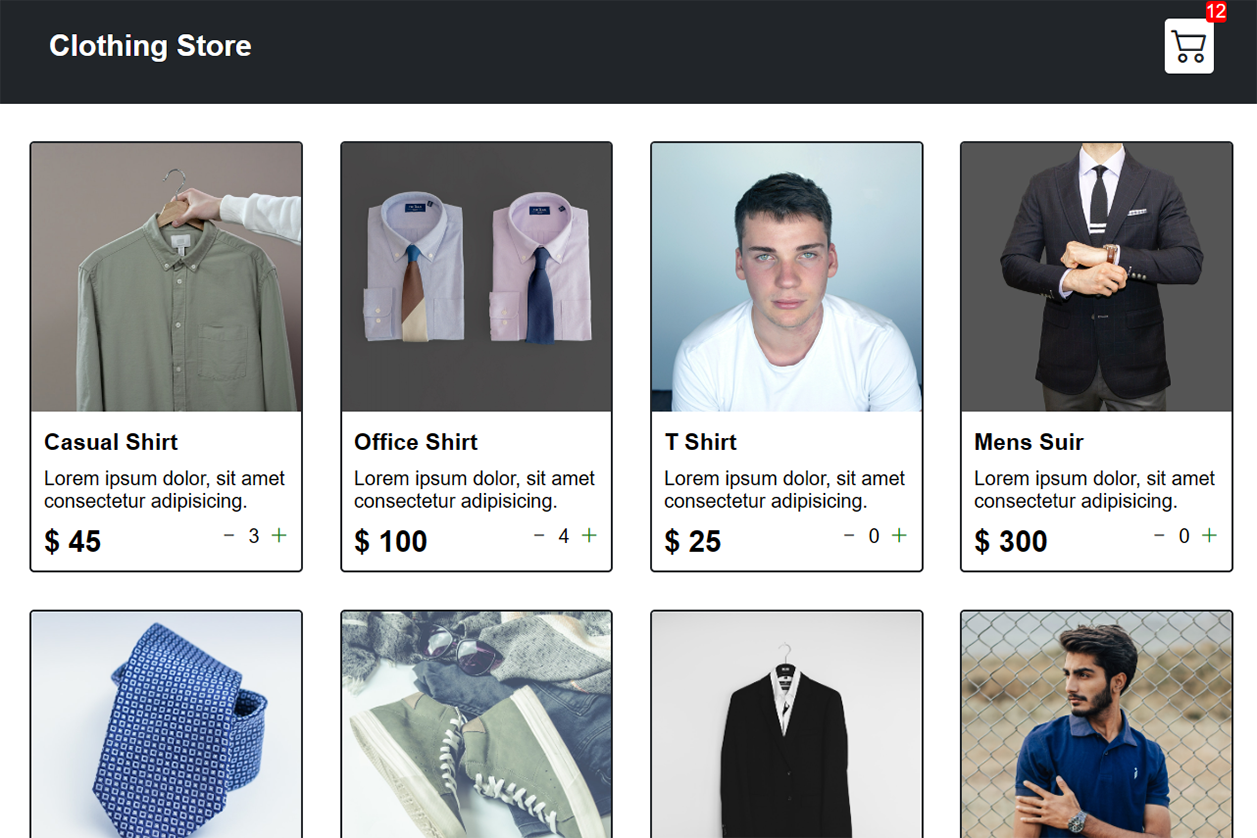 12
Clothing Store
Casual Shirt
Lorem ipsum dolor, sit amet
consectetur adipisicing.
$ 45
− 3 +
Office Shirt
Lorem ipsum dolor, sit amet
consectetur adipisicing.
$ 100
− 4 +
T Shirt
Lorem ipsum dolor, sit amet
consectetur adipisicing.
$ 25
− 0 +
Mens Suir
Lorem ipsum dolor, sit amet
consectetur adipisicing.
$ 300
− 0 +